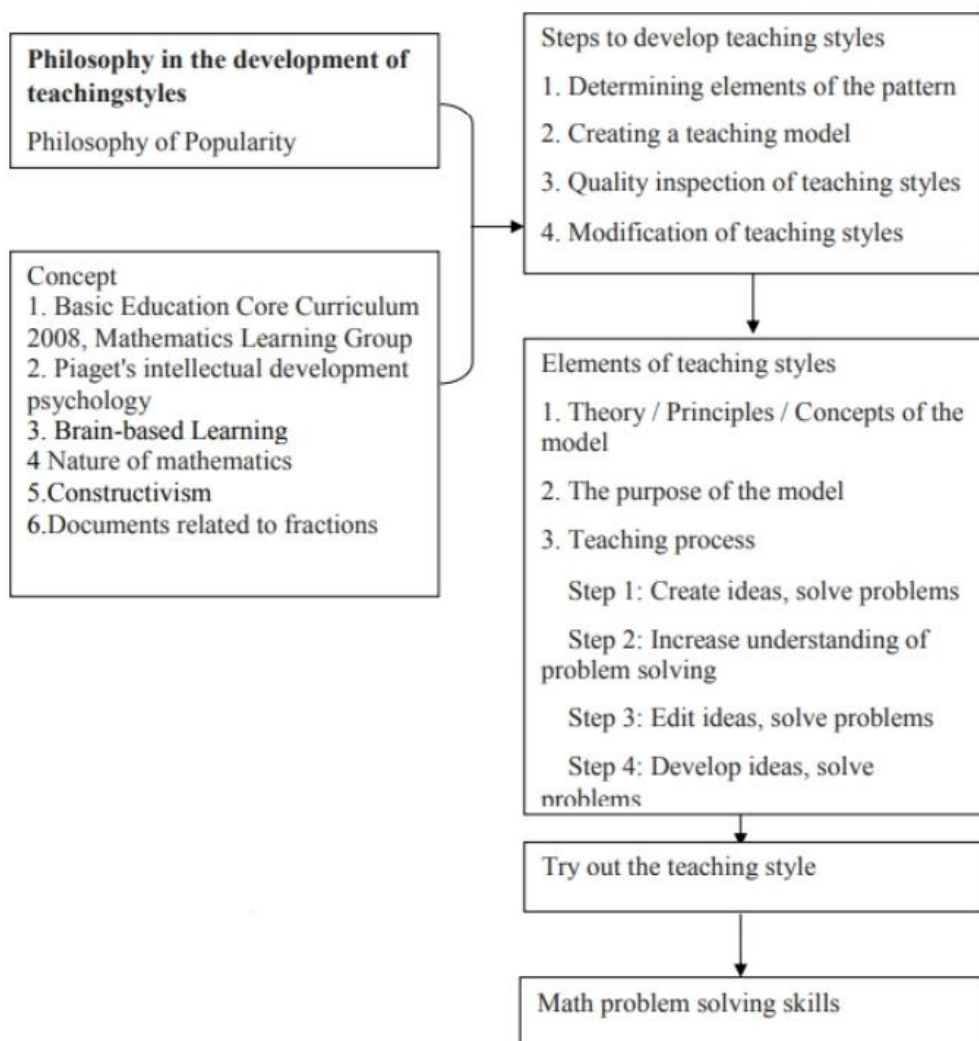 Philosophy in the development of
teachingstyles
Philosophy of Popularity
Concept
1. Basic Education Core Curriculum
2008, Mathematics Learning Group
2. Piaget's intellectual development
psychology
3. Brain-based Learning
4 Nature of mathematics
5.Constructivism
6.Documents related to fractions
Steps to develop teaching styles
1. Determining elements of the pattern
2. Creating a teaching model
3. Quality inspection of teaching styles
4. Modification of teaching styles
Elements of teaching styles
1. Theory / Principles / Concepts of the
model
2. The purpose of the model
3. Teaching process
Step 1: Create ideas, solve problems
Step 2: Increase understanding of
problem solving
Step 3: Edit ideas, solve problems
Step 4: Develop ideas, solve
problems
Try out the teaching style
Math problem solving skills